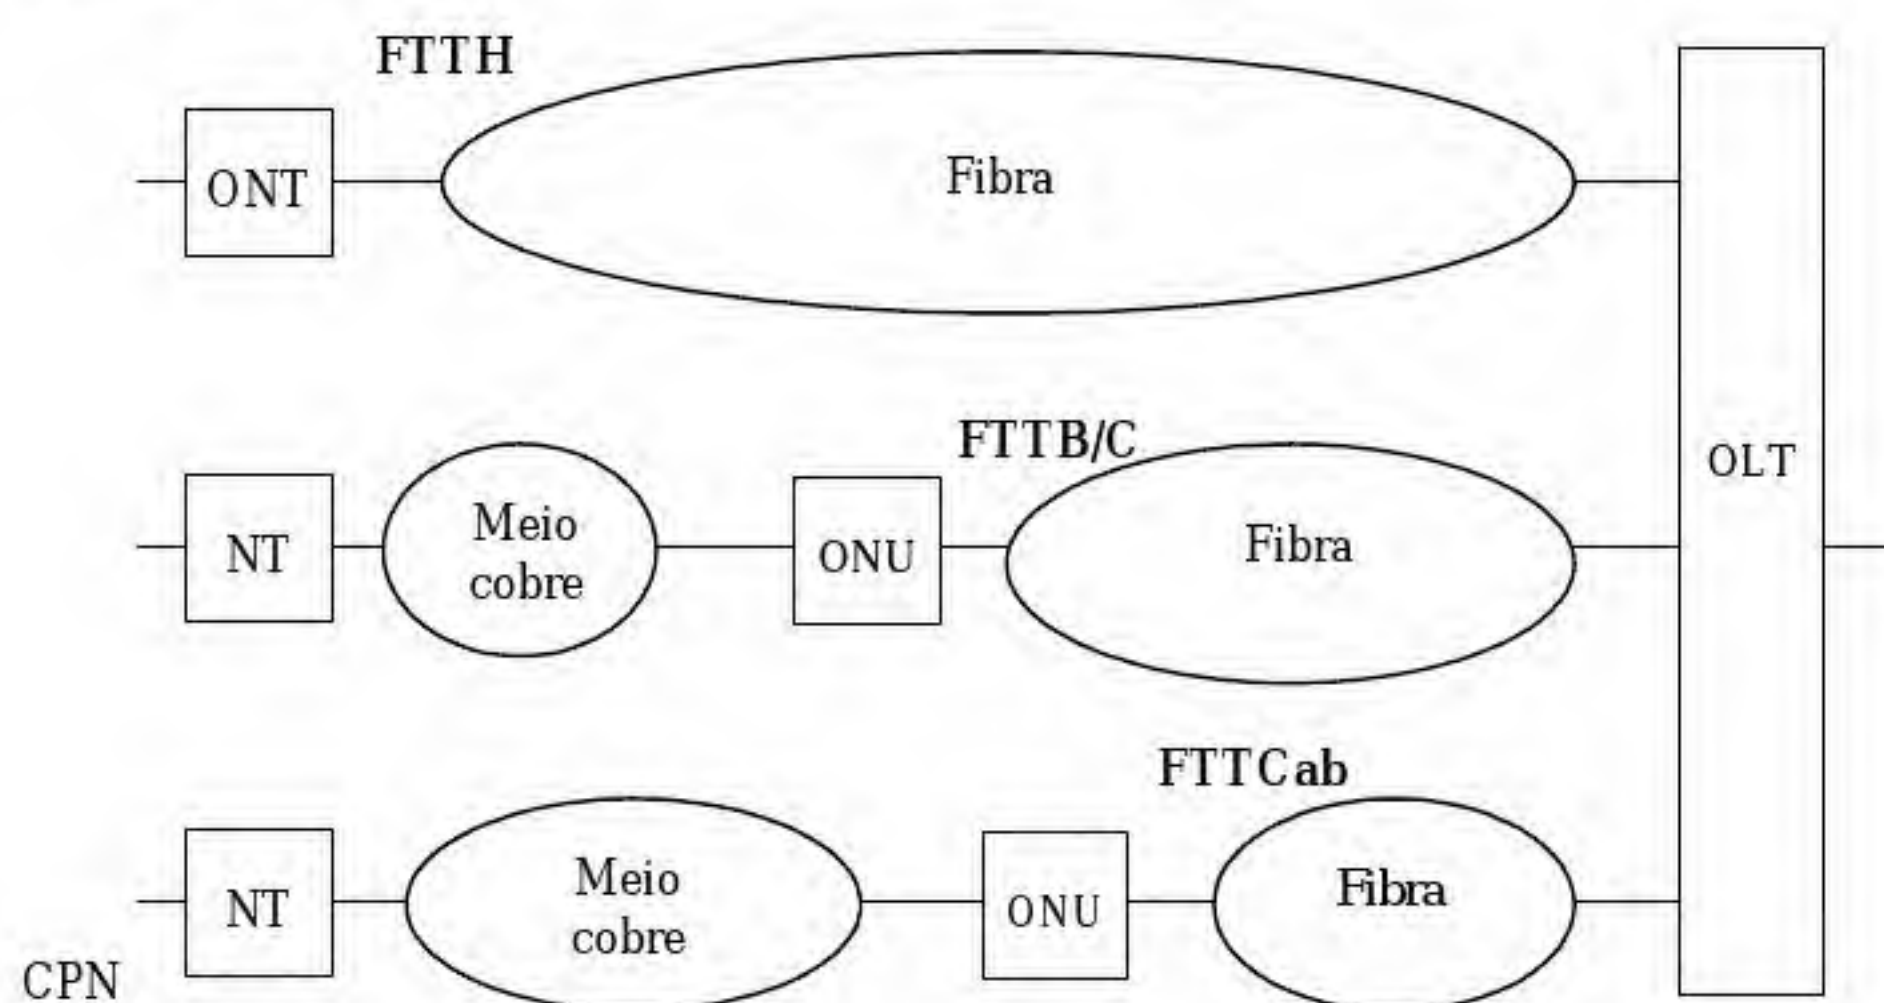 FTTH
ONT
Fibra
FTTB/C
NT
Meio
cobre
ONU
Fibra
OLT
FTTCab
NT
Meio
cobre
ONU
Fibra
CPN